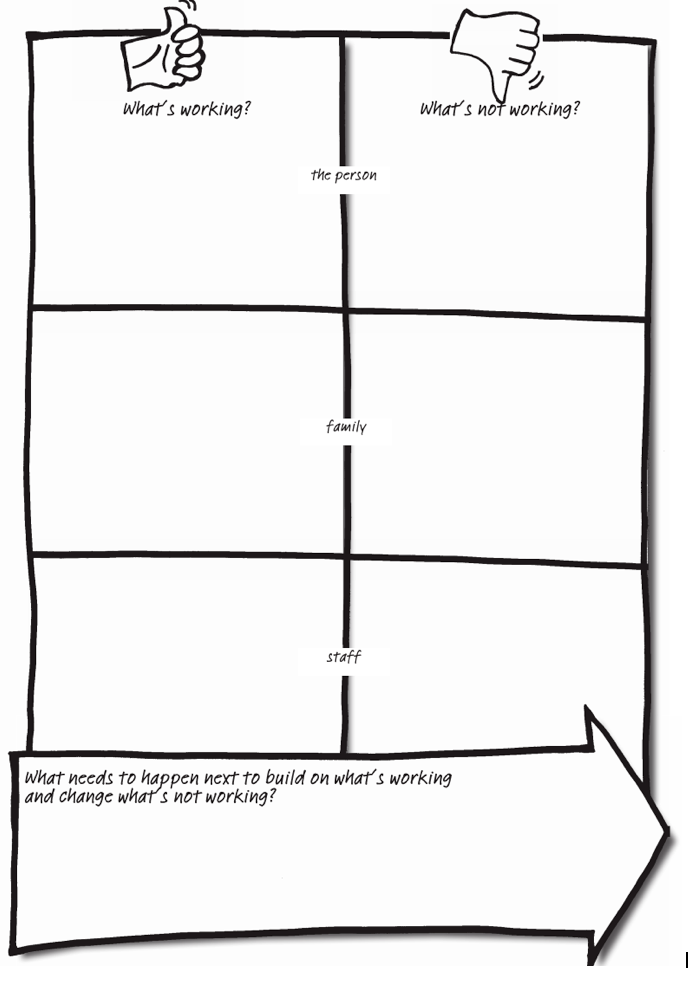 What's working?
What's not working?
the person
family
staff
What needs to happen next to build on what's working
and change what's not working?